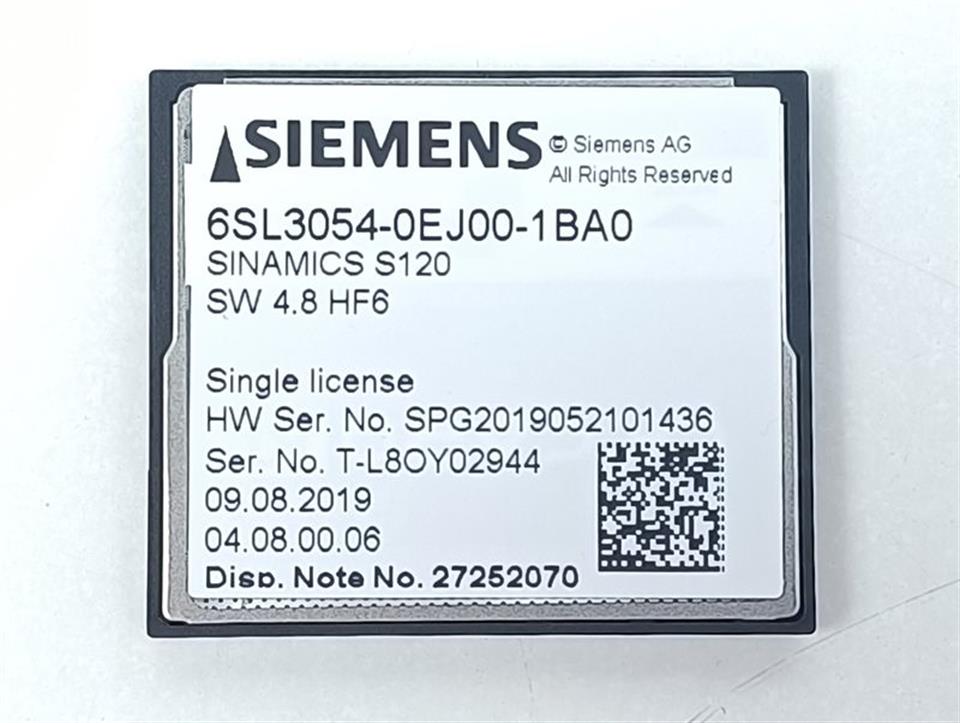 SIEMENS
© Siemens AG
All Rights Reserved
6SL3054-0EJ00-1BA0
SINAMICS S120
SW 4.8 HF6
Single license
HW Ser. No. SPG2019052101436
Ser. No. T-L8OY02944
09.08.2019
04.08.00.06
Disp. Note No. 27252070